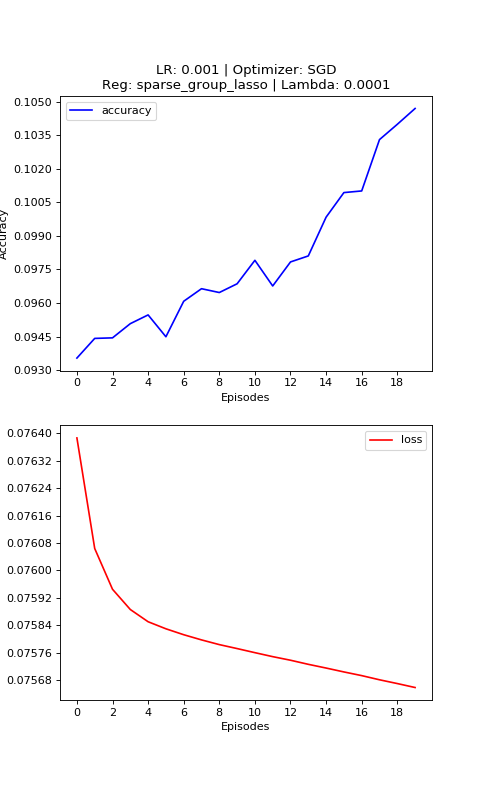 LR: 0.001 | Optimizer: SGD
Reg: sparse_group_lasso | Lambda: 0.0001
accuracy
Accuracy
0.1050
0.1035
0.1020
0.1005
0.0990
0.0975
0.0960
0.0945
0.0930
0 2 4 6 8 10 12 14 16 18
Episodes
loss
0.07640
0.07632
0.07624
0.07616
0.07608
0.07600
0.07592
0.07584
0.07576
0.07568
0 2 4 6 8 10 12 14 16 18
Episodes